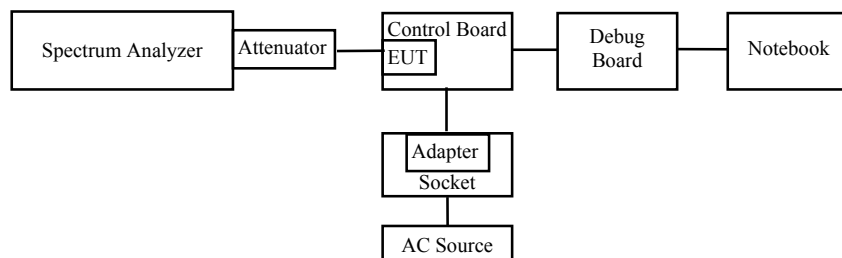 Spectrum Analyzer
Attenuator
Control Board
EUT
Debug
Board
Notebook
Adapter
Socket
AC Source